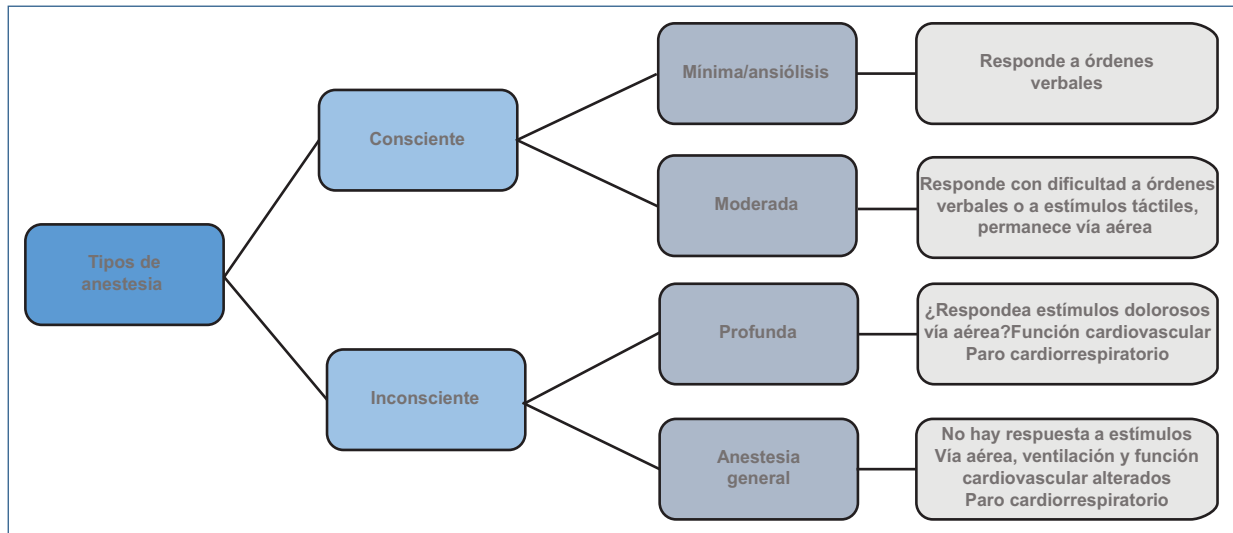 Tipos de
anestesia
Consciente
Inconsciente
Mínima/ansiólisis
Moderada
Profunda
Anestesia
general
Responde a órdenes
verbales
Responde con dificultad a órdenes
verbales o a estímulos táctiles,
permanece vía aérea
¿Respondea estímulos dolorosos
vía aérea?Función cardiovascular
Paro cardiorrespiratorio
No hay respuesta a estímulos
Vía aérea, ventilación y función
cardiovascular alterados
Paro cardiorrespiratorio